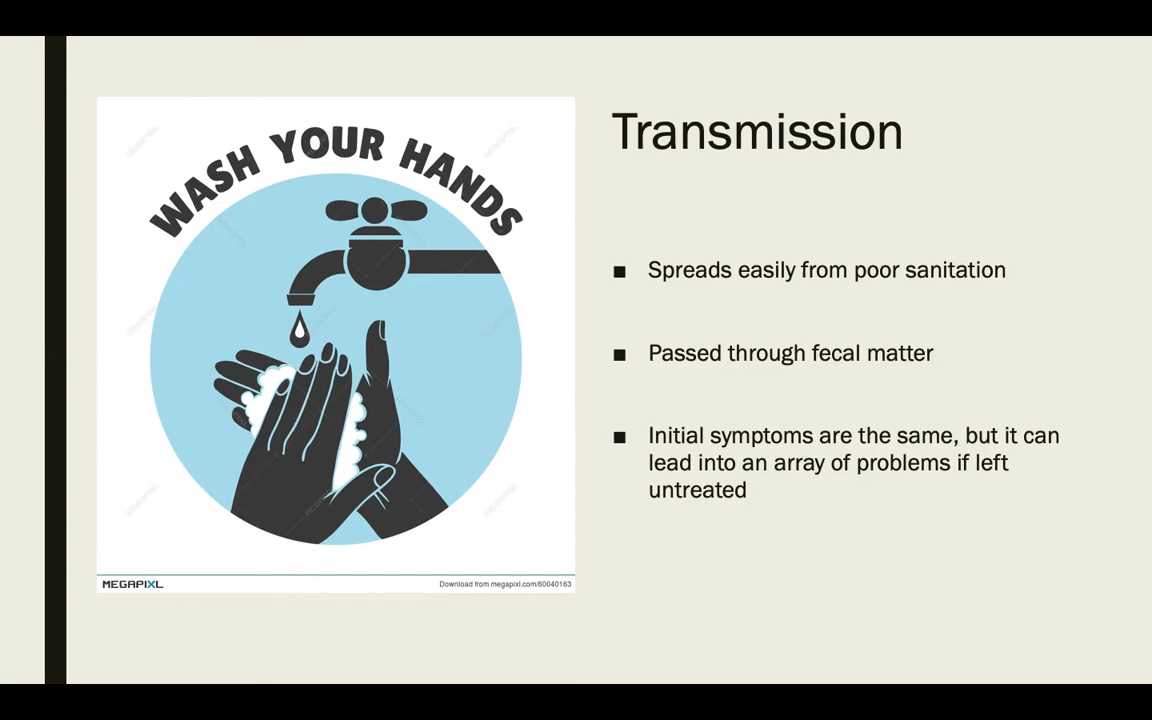 WASH YOUR HANDS
MEGAPIXL
Download from megapixl.com/60040163
Transmission
■ Spreads easily from poor sanitation
■ Passed through fecal matter
■ Initial symptoms are the same, but it can
lead into an array of problems if left
untreated